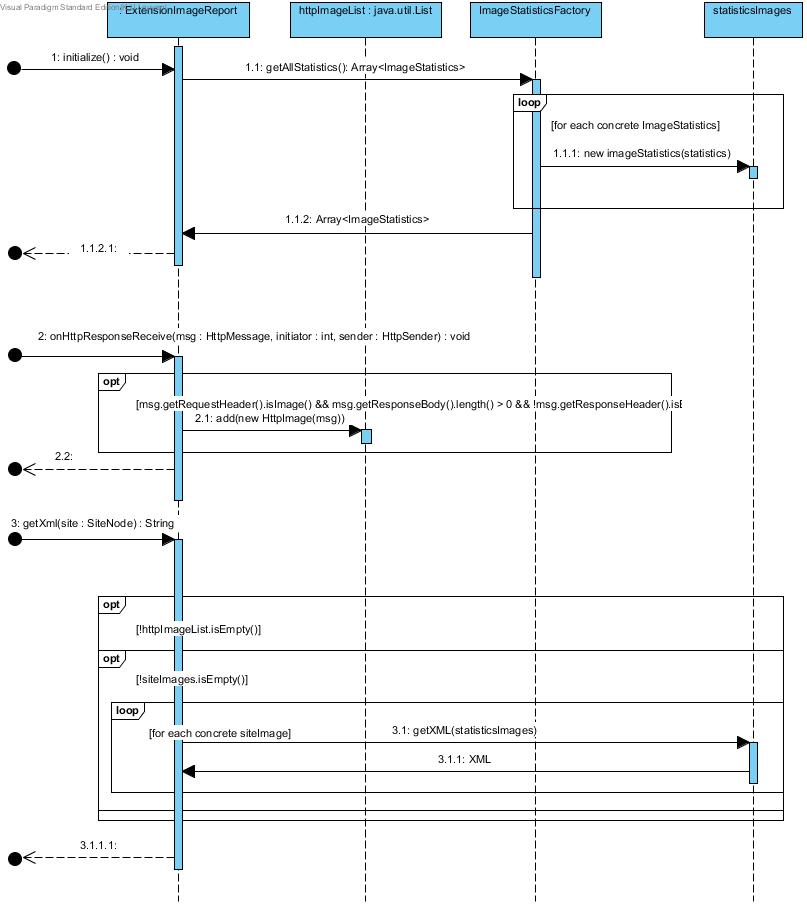 Visual Paradigm Standard
: ExtensionImageReport
httpImageList : java.util.List
ImageStatisticsFactory
statisticsImages
1: initialize() : void
1.1: getAllStatistics(): Array<ImageStatistics>
loop
[for each concrete ImageStatistics]
1.1.1: new imageStatistics(statistics)
1.1.2: Array<ImageStatistics>
1.1.2.1:
2: onHttpResponseReceive(msg : HttpMessage, initiator : int, sender : HttpSender) : void
opt
[msg.getRequestHeader().isImage() && msg.getResponseBody().length() > 0 && !msg.getResponseHeader().isE
2.1: add(new HttpImage(msg))
2.2:
3: getXml(site : SiteNode) : String
opt
[!httpImageList.isEmpty()]
opt
[!siteImages.isEmpty()]
loop
[for each concrete siteImage]
3.1: getXML(statisticsImages)
3.1.1: XML
3.1.1.1: